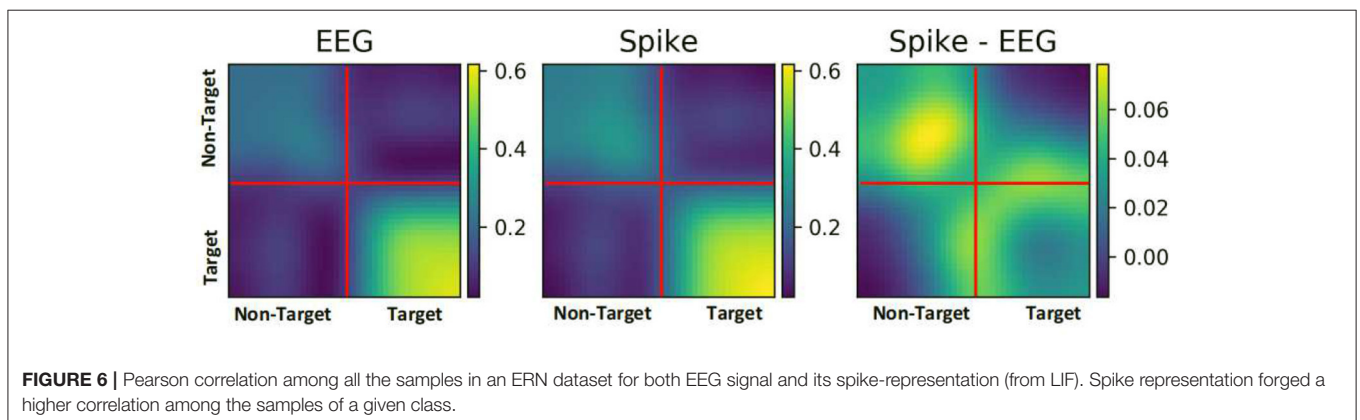 EEG
Spike
Spike - EEG
Non-Target
Target
0.6
0.4
0.2
0.6
0.4
0.2
0.06
0.04
0.02
0.00
Non-Target Target
Non-Target Target
Non-Target Target
FIGURE 6 | Pearson correlation among all the samples in an ERN dataset for both EEG signal and its spike-representation (from LIF). Spike representation forged a
higher correlation among the samples of a given class.